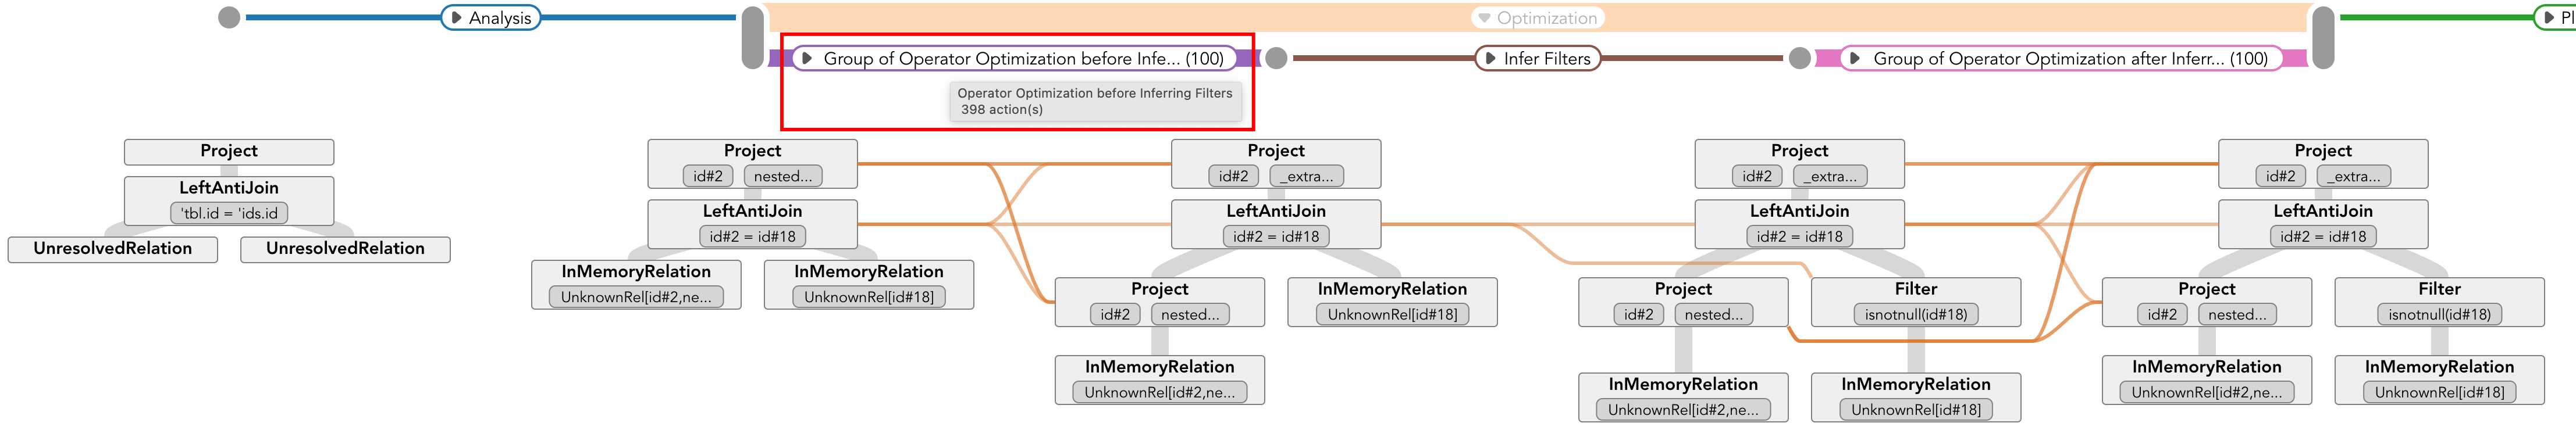 Analysis
Optimization
Pl
Group of Operator Optimization before Infe... (100)
Infer Filters
Group of Operator Optimization after Inferr... (100)
Operator Optimization before Inferring Filters
398 action(s)
Project
LeftAntiJoin
'tbl.id = 'ids.id
UnresolvedRelation
UnresolvedRelation
Project
id#2 nested...
LeftAntiJoin
id#2 = id#18
InMemoryRelation
UnknownRel[id#2,ne...
InMemoryRelation
UnknownRel[id#18]
Project
id#2 _extra...
LeftAntiJoin
id#2 = id#18
Project
id#2 nested...
InMemoryRelation
UnknownRel[id#18]
InMemoryRelation
UnknownRel[id#2,ne...
Project
id#2 _extra...
LeftAntiJoin
id#2 = id#18
Project
id#2 nested...
Filter
isnotnull(id#18)
InMemoryRelation
UnknownRel[id#2,ne...
InMemoryRelation
UnknownRel[id#18]
Project
id#2 _extra...
LeftAntiJoin
id#2 = id#18
Project
id#2 nested...
Filter
isnotnull(id#18)
InMemoryRelation
UnknownRel[id#2,ne...
InMemoryRelation
UnknownRel[id#18]